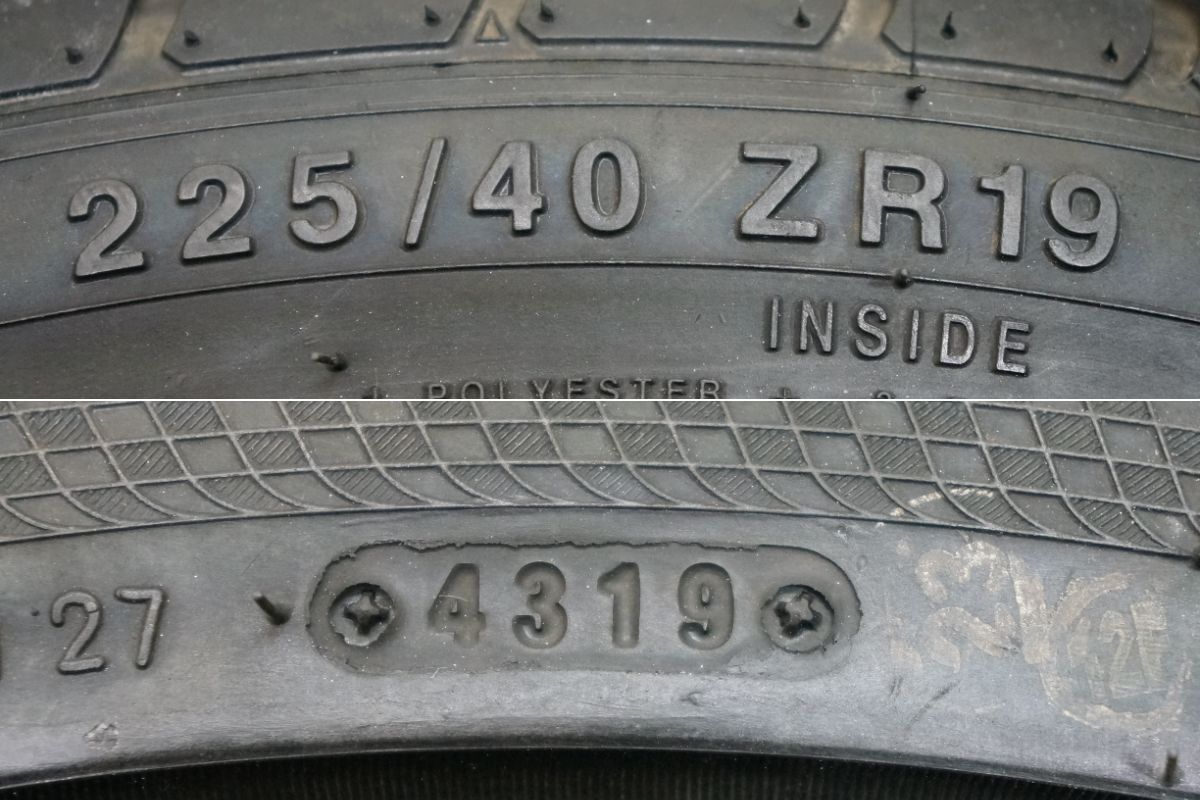 225/40 ZR19
INSIDE
+ POLYESTER +
27 4319